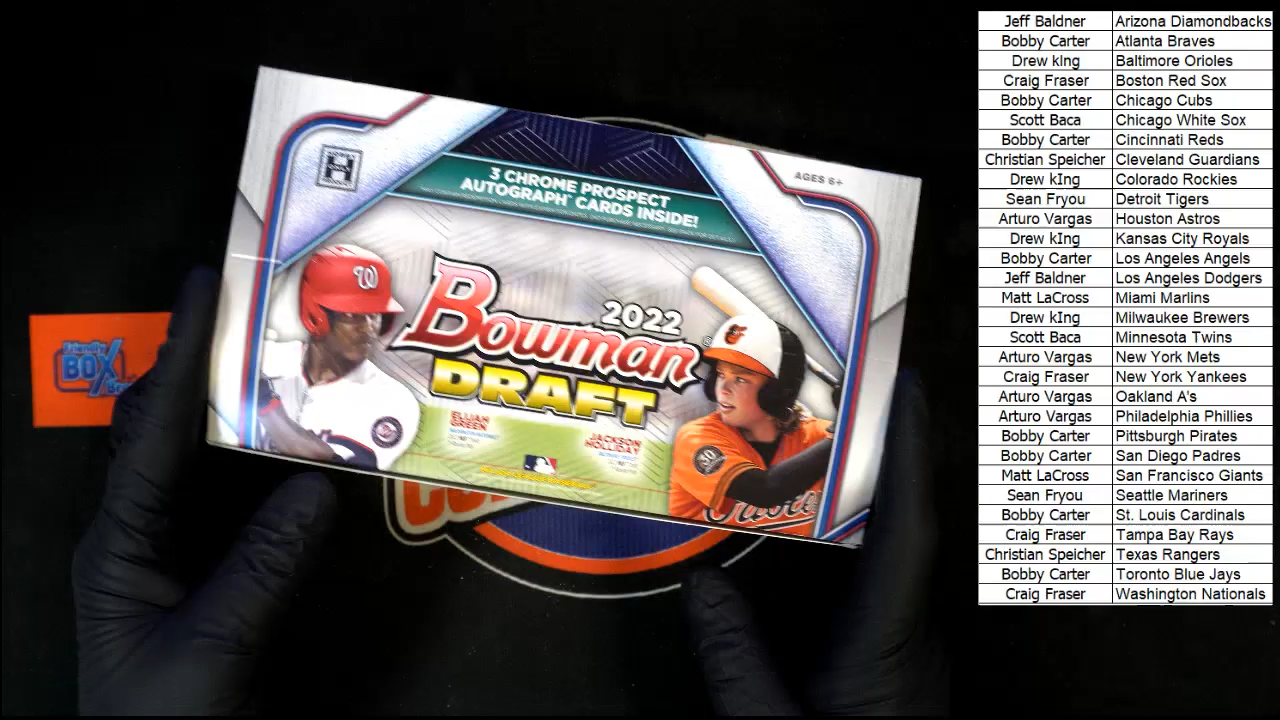 HOBBY
H
AGES 6+
3 CHROME PROSPECT
AUTOGRAPH CARDS INSIDE!
W
2022
Bowman
DRAFT
ELIJAH
GREEN
JACKSON
HOLLIDAY
Friendly
BOX
Jeff Baldner Arizona Diamondbacks
Bobby Carter Atlanta Braves
Drew kIng Baltimore Orioles
Craig Fraser Boston Red Sox
Bobby Carter Chicago Cubs
Scott Baca Chicago White Sox
Bobby Carter Cincinnati Reds
Christian Speicher Cleveland Guardians
Drew kIng Colorado Rockies
Sean Fryou Detroit Tigers
Arturo Vargas Houston Astros
Drew kIng Kansas City Royals
Bobby Carter Los Angeles Angels
Jeff Baldner Los Angeles Dodgers
Matt LaCross Miami Marlins
Drew kIng Milwaukee Brewers
Scott Baca Minnesota Twins
Arturo Vargas New York Mets
Craig Fraser New York Yankees
Arturo Vargas Oakland A's
Arturo Vargas Philadelphia Phillies
Bobby Carter Pittsburgh Pirates
Bobby Carter San Diego Padres
Matt LaCross San Francisco Giants
Sean Fryou Seattle Mariners
Bobby Carter St. Louis Cardinals
Craig Fraser Tampa Bay Rays
Christian Speicher Texas Rangers
Bobby Carter Toronto Blue Jays
Craig Fraser Washington Nationals